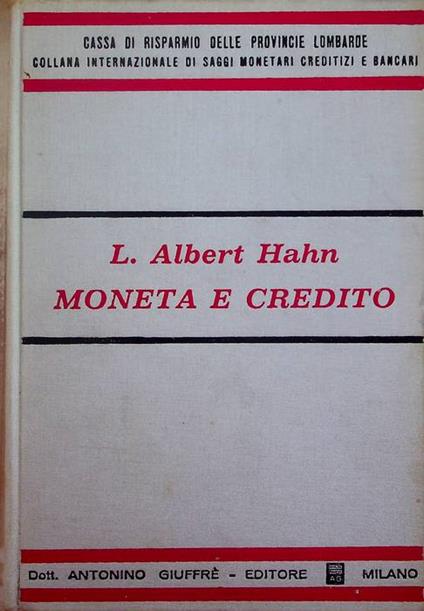 CASSA DI RISPARMIO DELLE PROVINCIE LOMBARDE
COLLANA INTERNAZIONALE DI SAGGI MONETARI CREDITIZI E BANCARI
L. Albert Hahn
MONETA E CREDITO
Dott. ANTONINO GIUFFRÈ - EDITORE AG MILANO